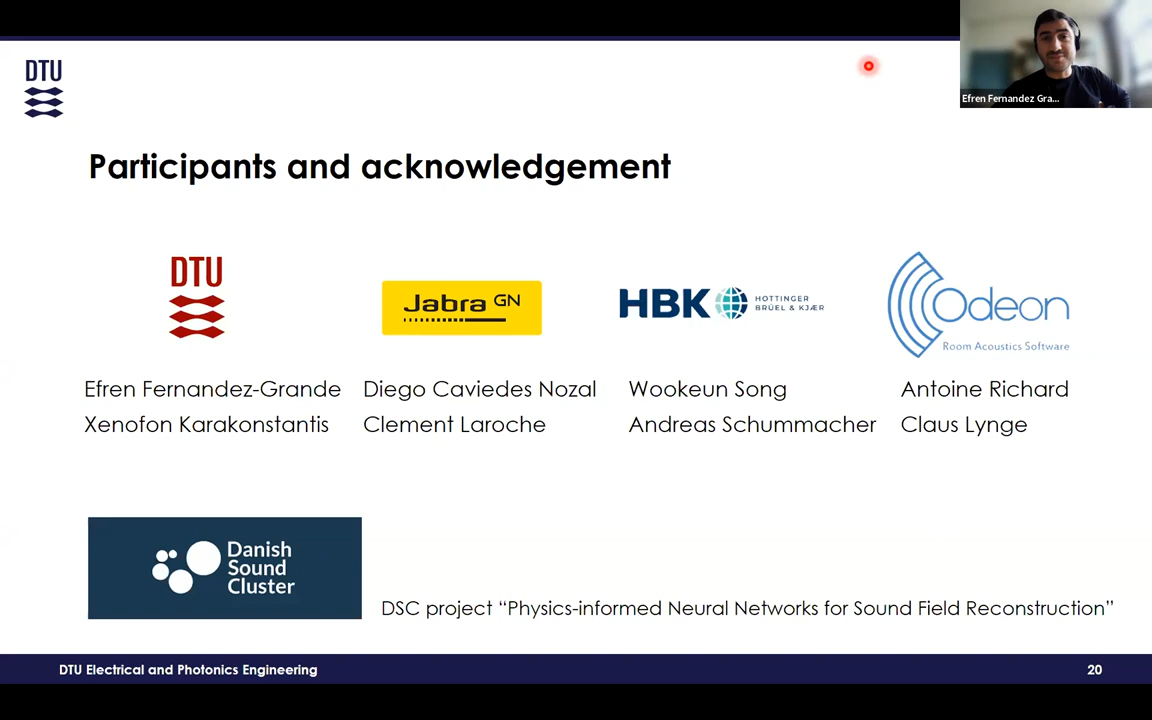 DTU
Efren Fernandez Gra...
Participants and acknowledgement
DTU
Jabra GN
HBK HOTTINGER BRÜEL & KJÆR
Odeon
Room Acoustics Software
Efren Fernandez-Grande
Xenofon Karakonstantis
Diego Caviedes Nozal
Clement Laroche
Wookeun Song
Andreas Schummacher
Antoine Richard
Claus Lynge
Danish
Sound
Cluster
DSC project “Physics-informed Neural Networks for Sound Field Reconstruction”
DTU Electrical and Photonics Engineering
20